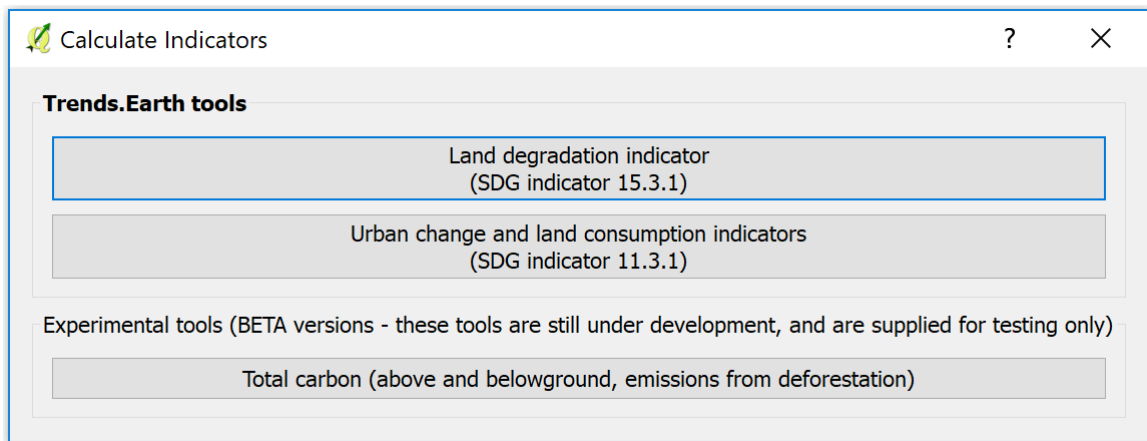 Calculate Indicators ?
Trends.Earth tools
Land degradation indicator
(SDG indicator 15.3.1)
Urban change and land consumption indicators
(SDG indicator 11.3.1)
Experimental tools (BETA versions - these tools are still under development, and are supplied for testing only)
Total carbon (above and belowground, emissions from deforestation)